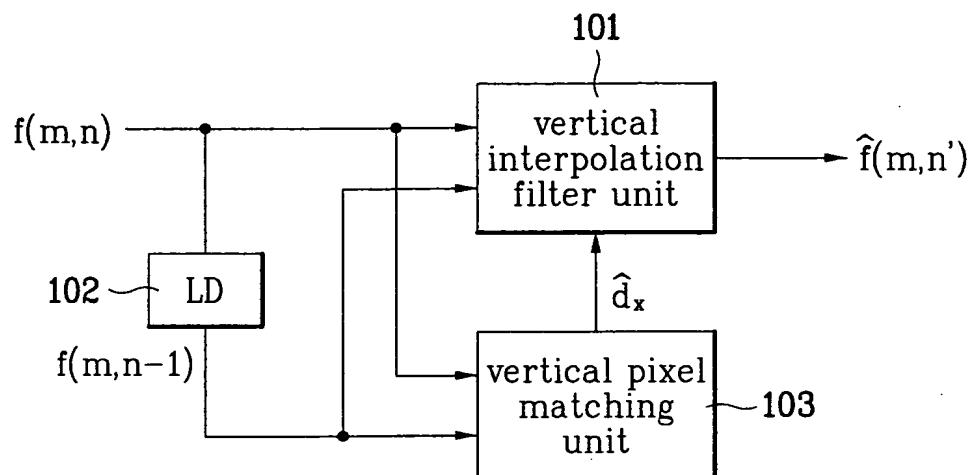 101
f(m,n)
vertical
interpolation
filter unit
f̂(m,n’)
102
LD
d̂ₓ
f(m,n−1)
vertical pixel
matching
unit
103